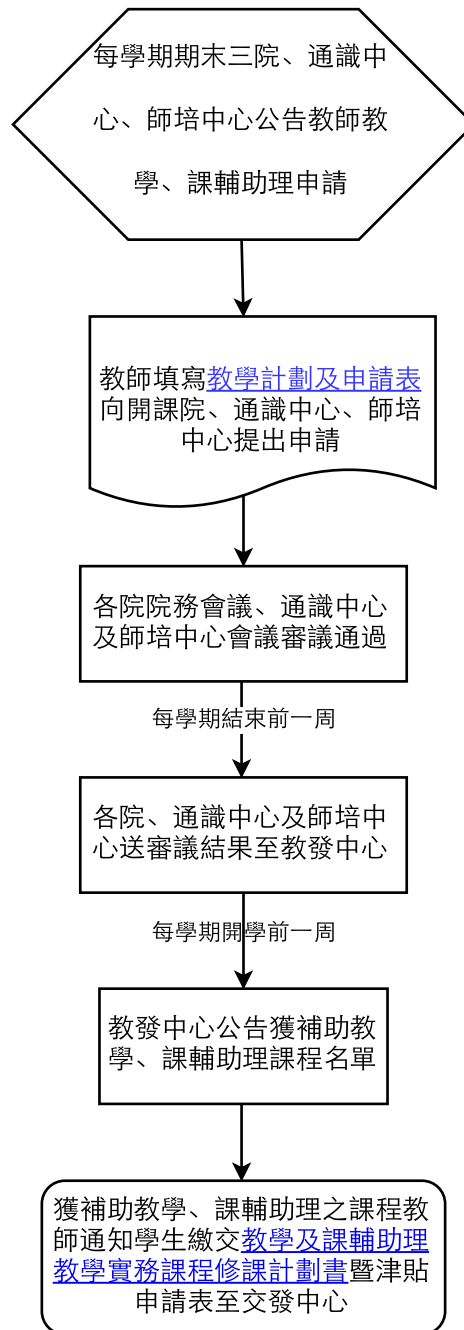 每學期期末三院、通識中
心、師培中心公告教師教
學、課輔助理申請
教師填寫教學計劃及申請表
向開課院、通識中心、師培
中心提出申請
各院院務會議、通識中心
及師培中心會議審議通過
每學期結束前一周
各院、通識中心及師培中
心送審議結果至教發中心
每學期開學前一周
教發中心公告獲補助教
學、課輔助理課程名單
獲補助教學、課輔助理之課程教
師通知學生繳交教學及課輔助理
教學實務課程修課計劃書暨津貼
申請表至交發中心